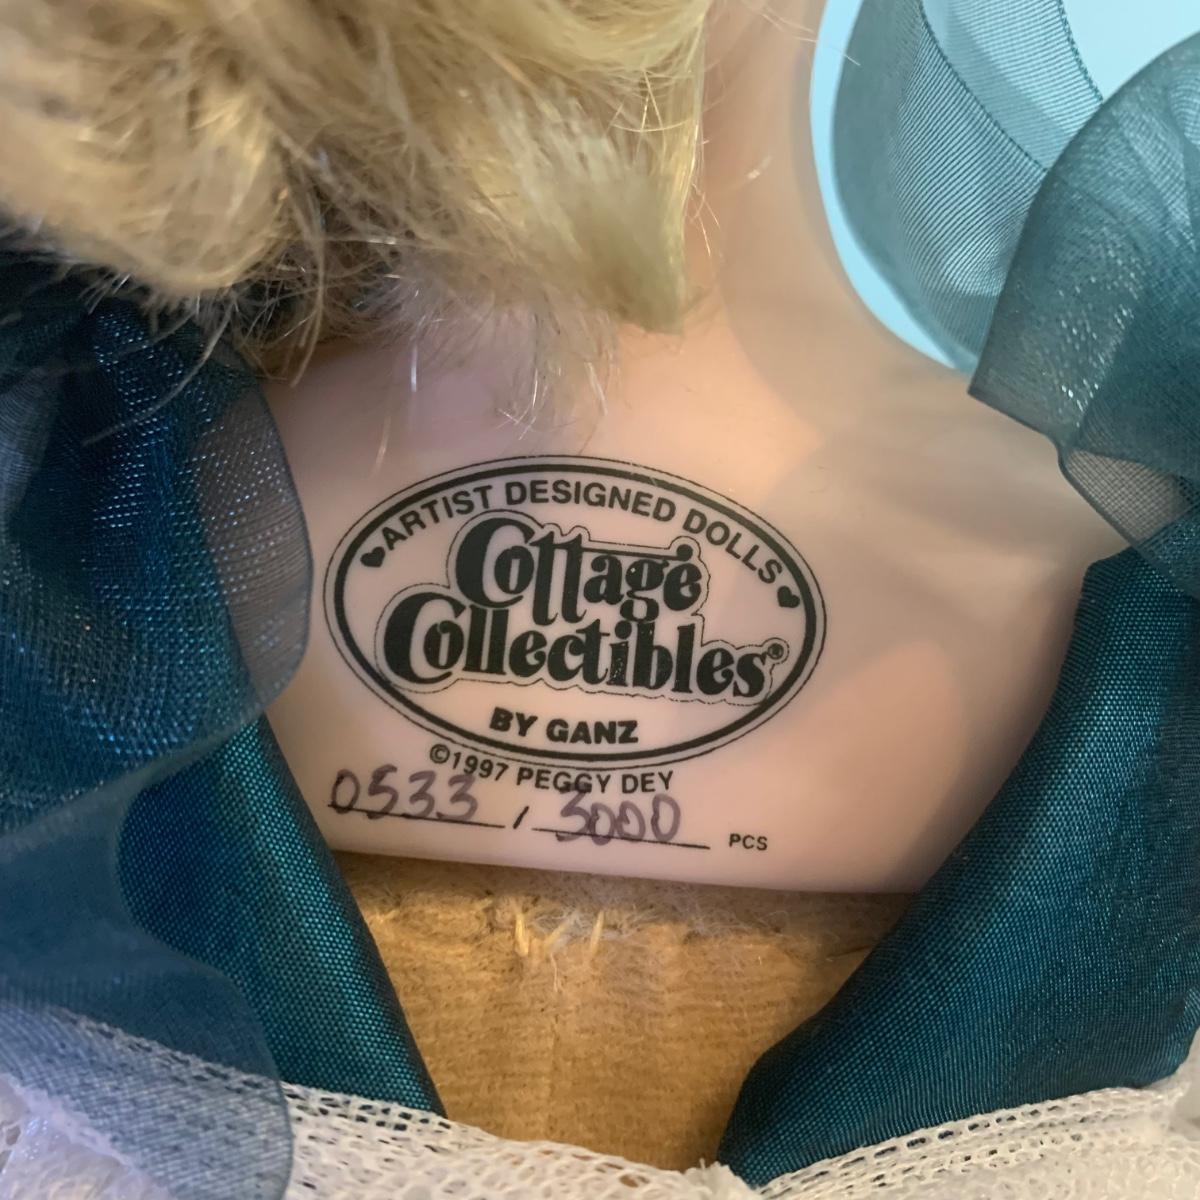 ♥ARTIST DESIGNED DOLLS♥
Cottage
Collectibles®
BY GANZ
©1997 PEGGY DEY
0533 / 3000 PCS